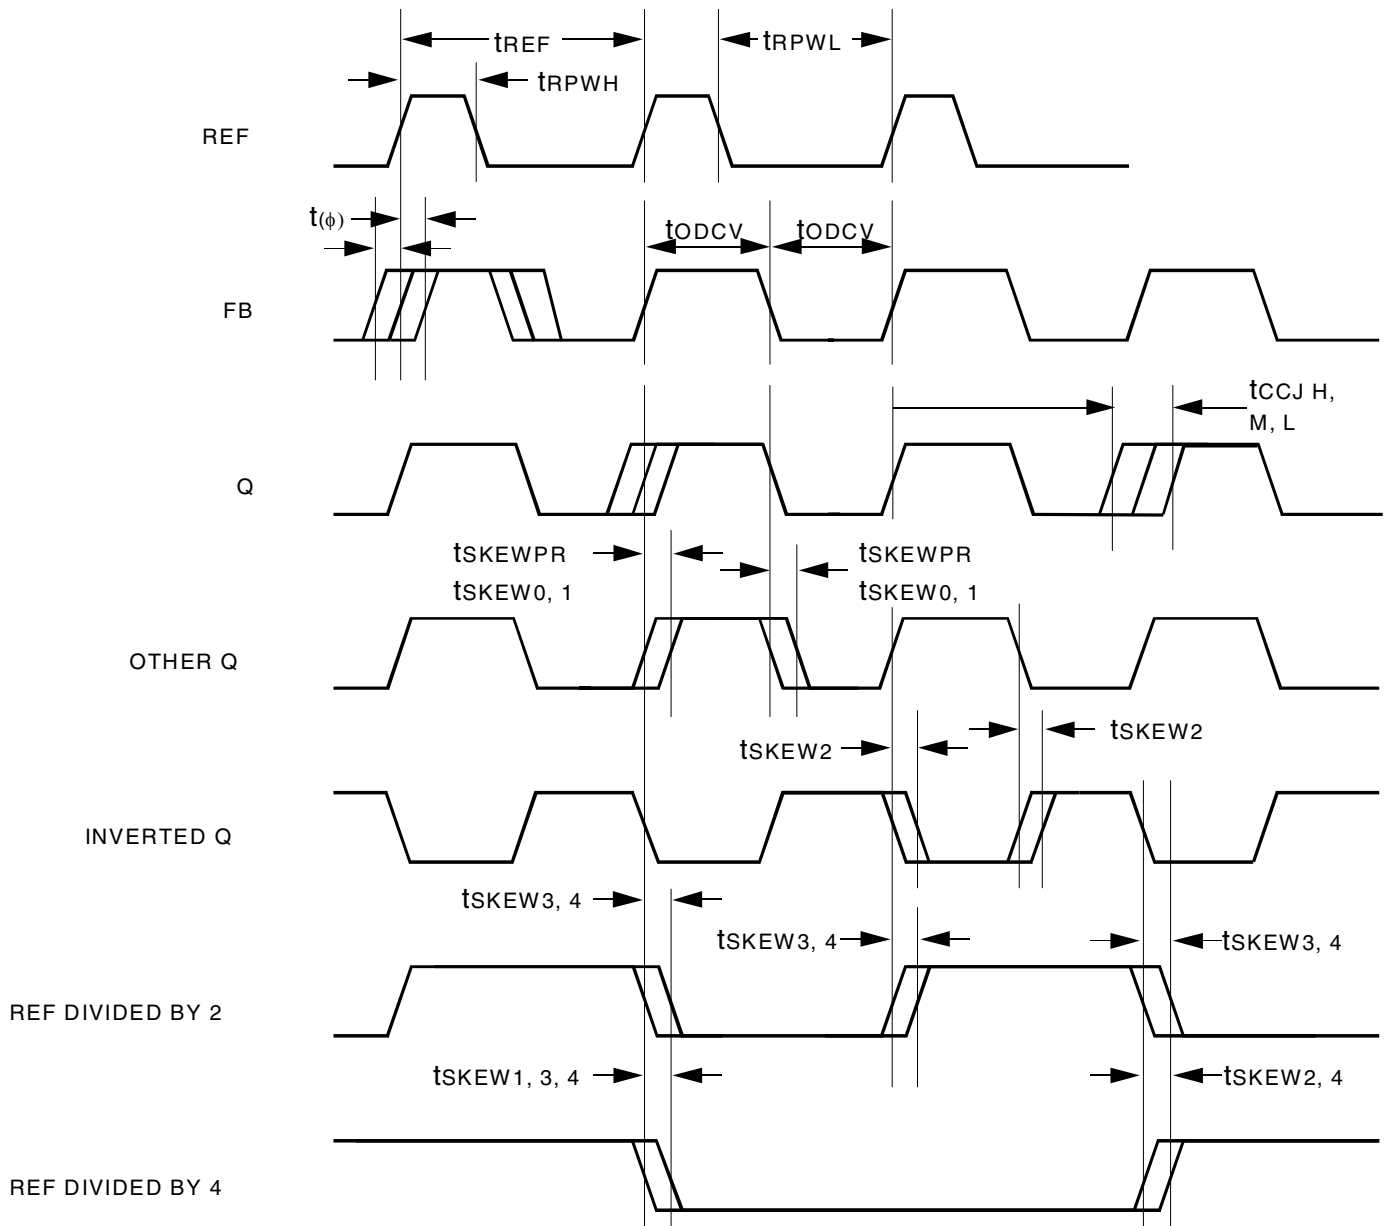 tREF
tRPWL
tRPWH
REF
t(ϕ)
tODCV
tODCV
FB
tCCJ H,
M, L
Q
tSKEWPR
tSKEW0, 1
tSKEWPR
tSKEW0, 1
OTHER Q
tSKEW2
tSKEW2
INVERTED Q
tSKEW3, 4
tSKEW3, 4
tSKEW3, 4
REF DIVIDED BY 2
tSKEW1, 3, 4
tSKEW2, 4
REF DIVIDED BY 4